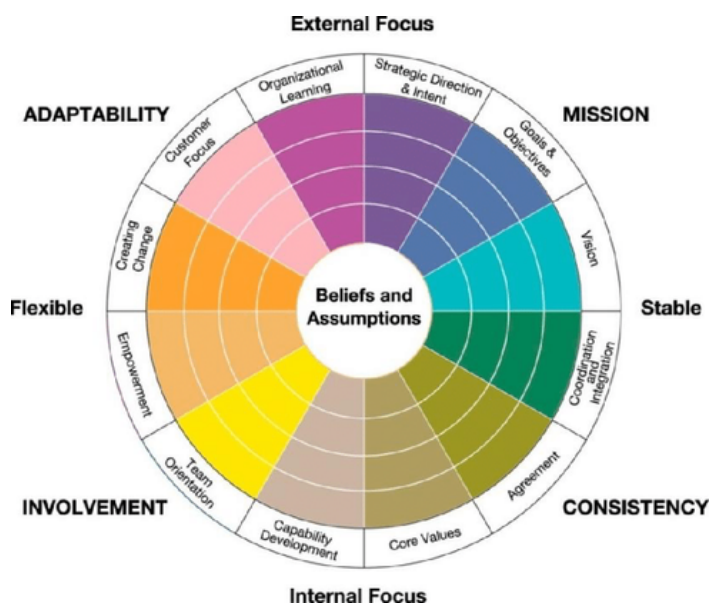 External Focus
ADAPTABILITY
MISSION
Organizational
Learning
Strategic Direction
& Intent
Customer
Focus
Goals &
Objectives
Creating
Change
Vision
Flexible
Beliefs and
Assumptions
Stable
Empowerment
Coordination
and
Integration
Team
Orientation
Agreement
INVOLVEMENT
CONSISTENCY
Capability
Development
Core Values
Internal Focus